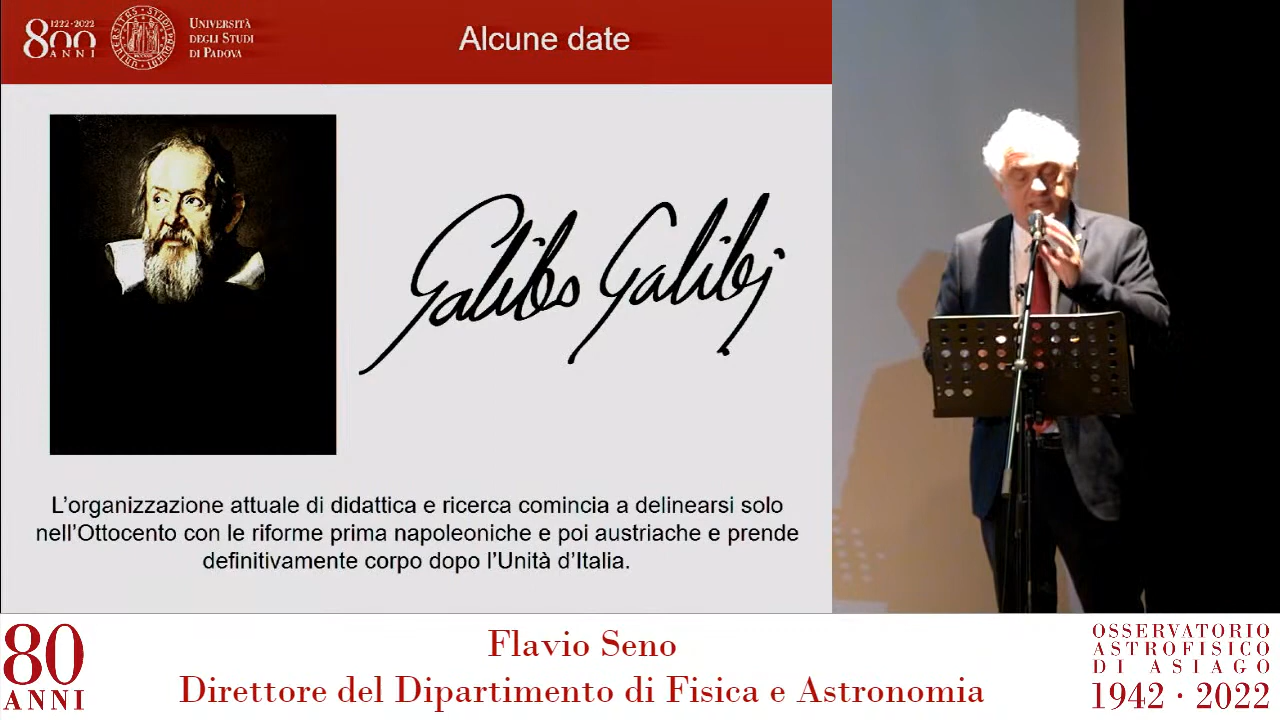 1222·2022
800
ANNI
UNIVERSITÀ
DEGLI STUDI
DI PADOVA
Alcune date
Galileo Galilej
L'organizzazione attuale di didattica e ricerca comincia a delinearsi solo
nell'Ottocento con le riforme prima napoleoniche e poi austriache e prende
definitivamente corpo dopo l'Unità d'Italia.
80
ANNI
Flavio Seno
Direttore del Dipartimento di Fisica e Astronomia
OSSERVATORIO
ASTROFISICO
DI ASIAGO
1942 · 2022